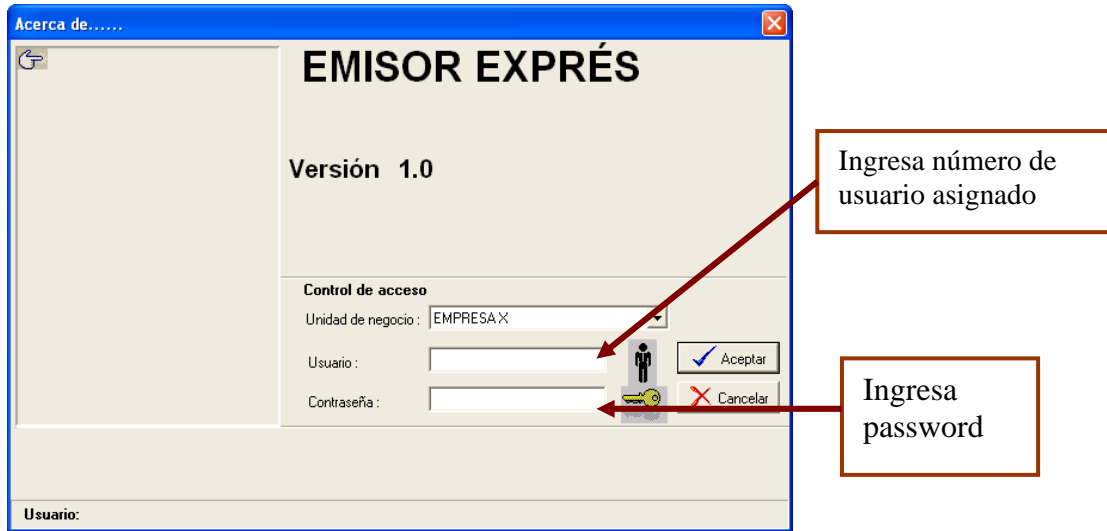 Acerca de......
EMISOR EXPRÉS
Versión 1.0
Ingresa número de
usuario asignado
Control de acceso
Unidad de negocio : EMPRESA X
Usuario :
Aceptar
Contraseña :
Cancelar
Ingresa
password
Usuario: